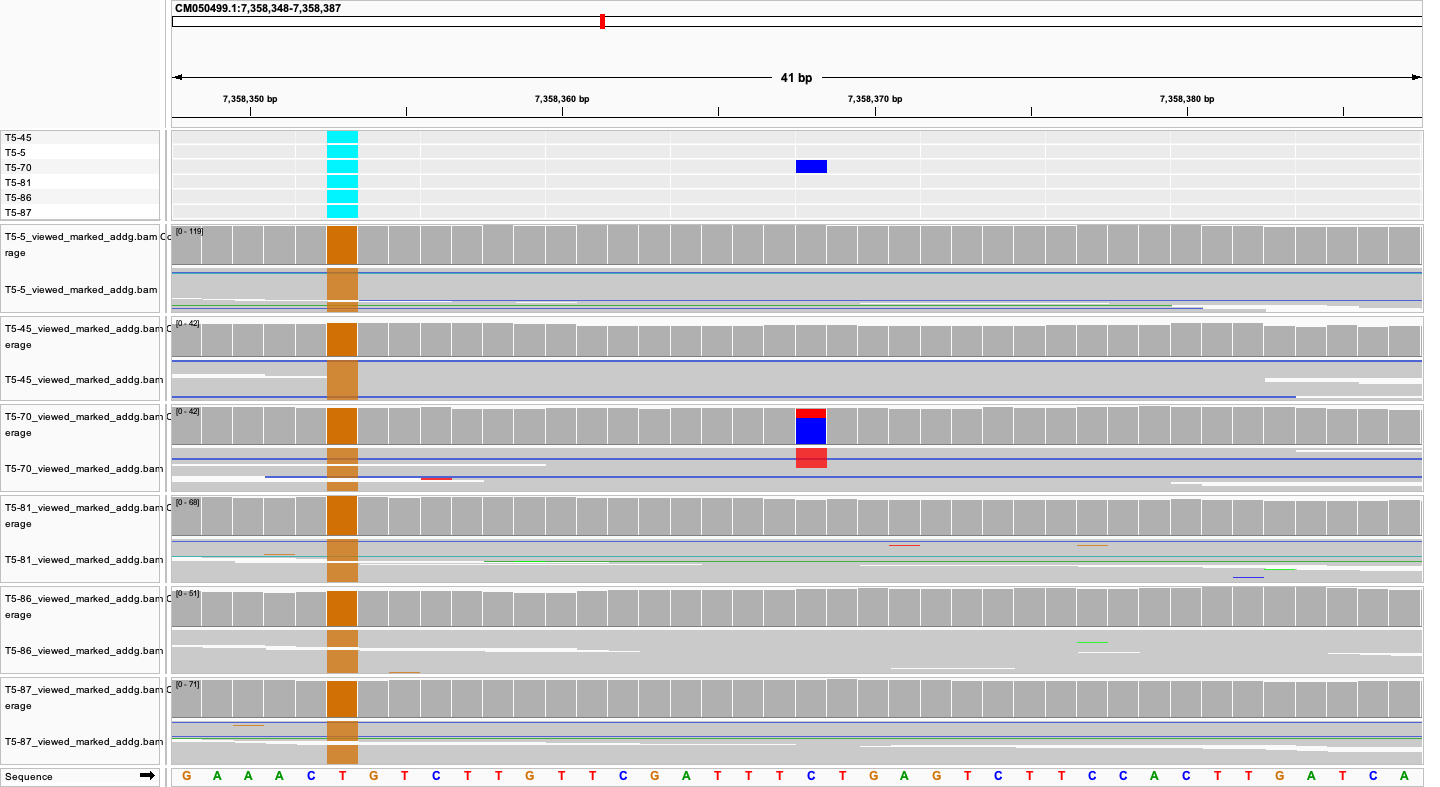 CM050499.1:7,358,348-7,358,387
41 bp
7,358,350 bp 7,358,360 bp 7,358,370 bp 7,358,380 bp
T5-45
T5-5
T5-70
T5-81
T5-86
T5-87
T5-5_viewed_marked_addg.bam Co
rage
[0 - 119]
T5-5_viewed_marked_addg.bam
T5-45_viewed_marked_addg.bam C
erage
[0 - 42]
T5-45_viewed_marked_addg.bam
T5-70_viewed_marked_addg.bam C
erage
[0 - 42]
T5-70_viewed_marked_addg.bam
T5-81_viewed_marked_addg.bam C
erage
[0 - 68]
T5-81_viewed_marked_addg.bam
T5-86_viewed_marked_addg.bam C
erage
[0 - 51]
T5-86_viewed_marked_addg.bam
T5-87_viewed_marked_addg.bam C
erage
[0 - 71]
T5-87_viewed_marked_addg.bam
Sequence G A A A C T G T C T T G T T C G A T T T C T G A G T C T T C C A C T T G A T C A